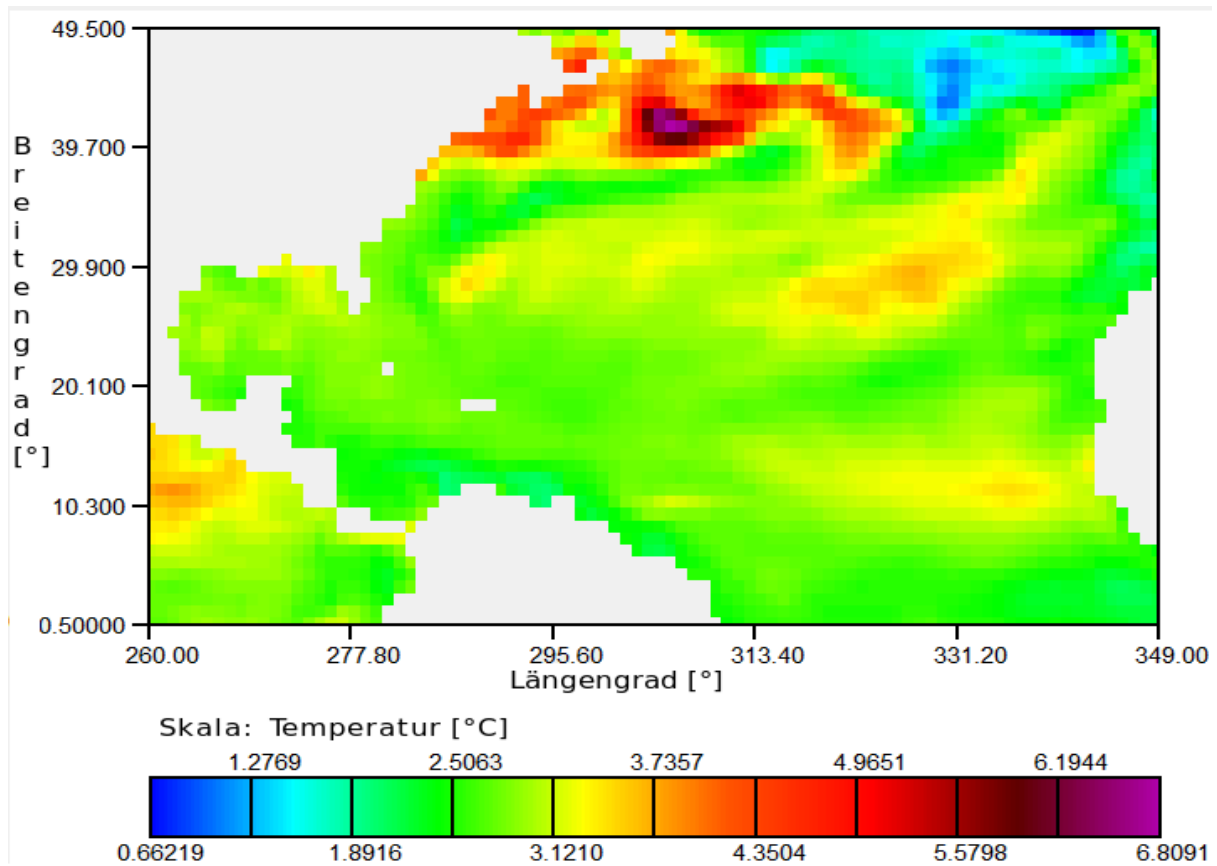 49.500
39.700
29.900
20.100
10.300
0.50000
Breitengrad
[°]
260.00 277.80 295.60 313.40 331.20 349.00
Längengrad [°]
Skala: Temperatur [°C]
1.2769 2.5063 3.7357 4.9651 6.1944
0.66219 1.8916 3.1210 4.3504 5.5798 6.8091